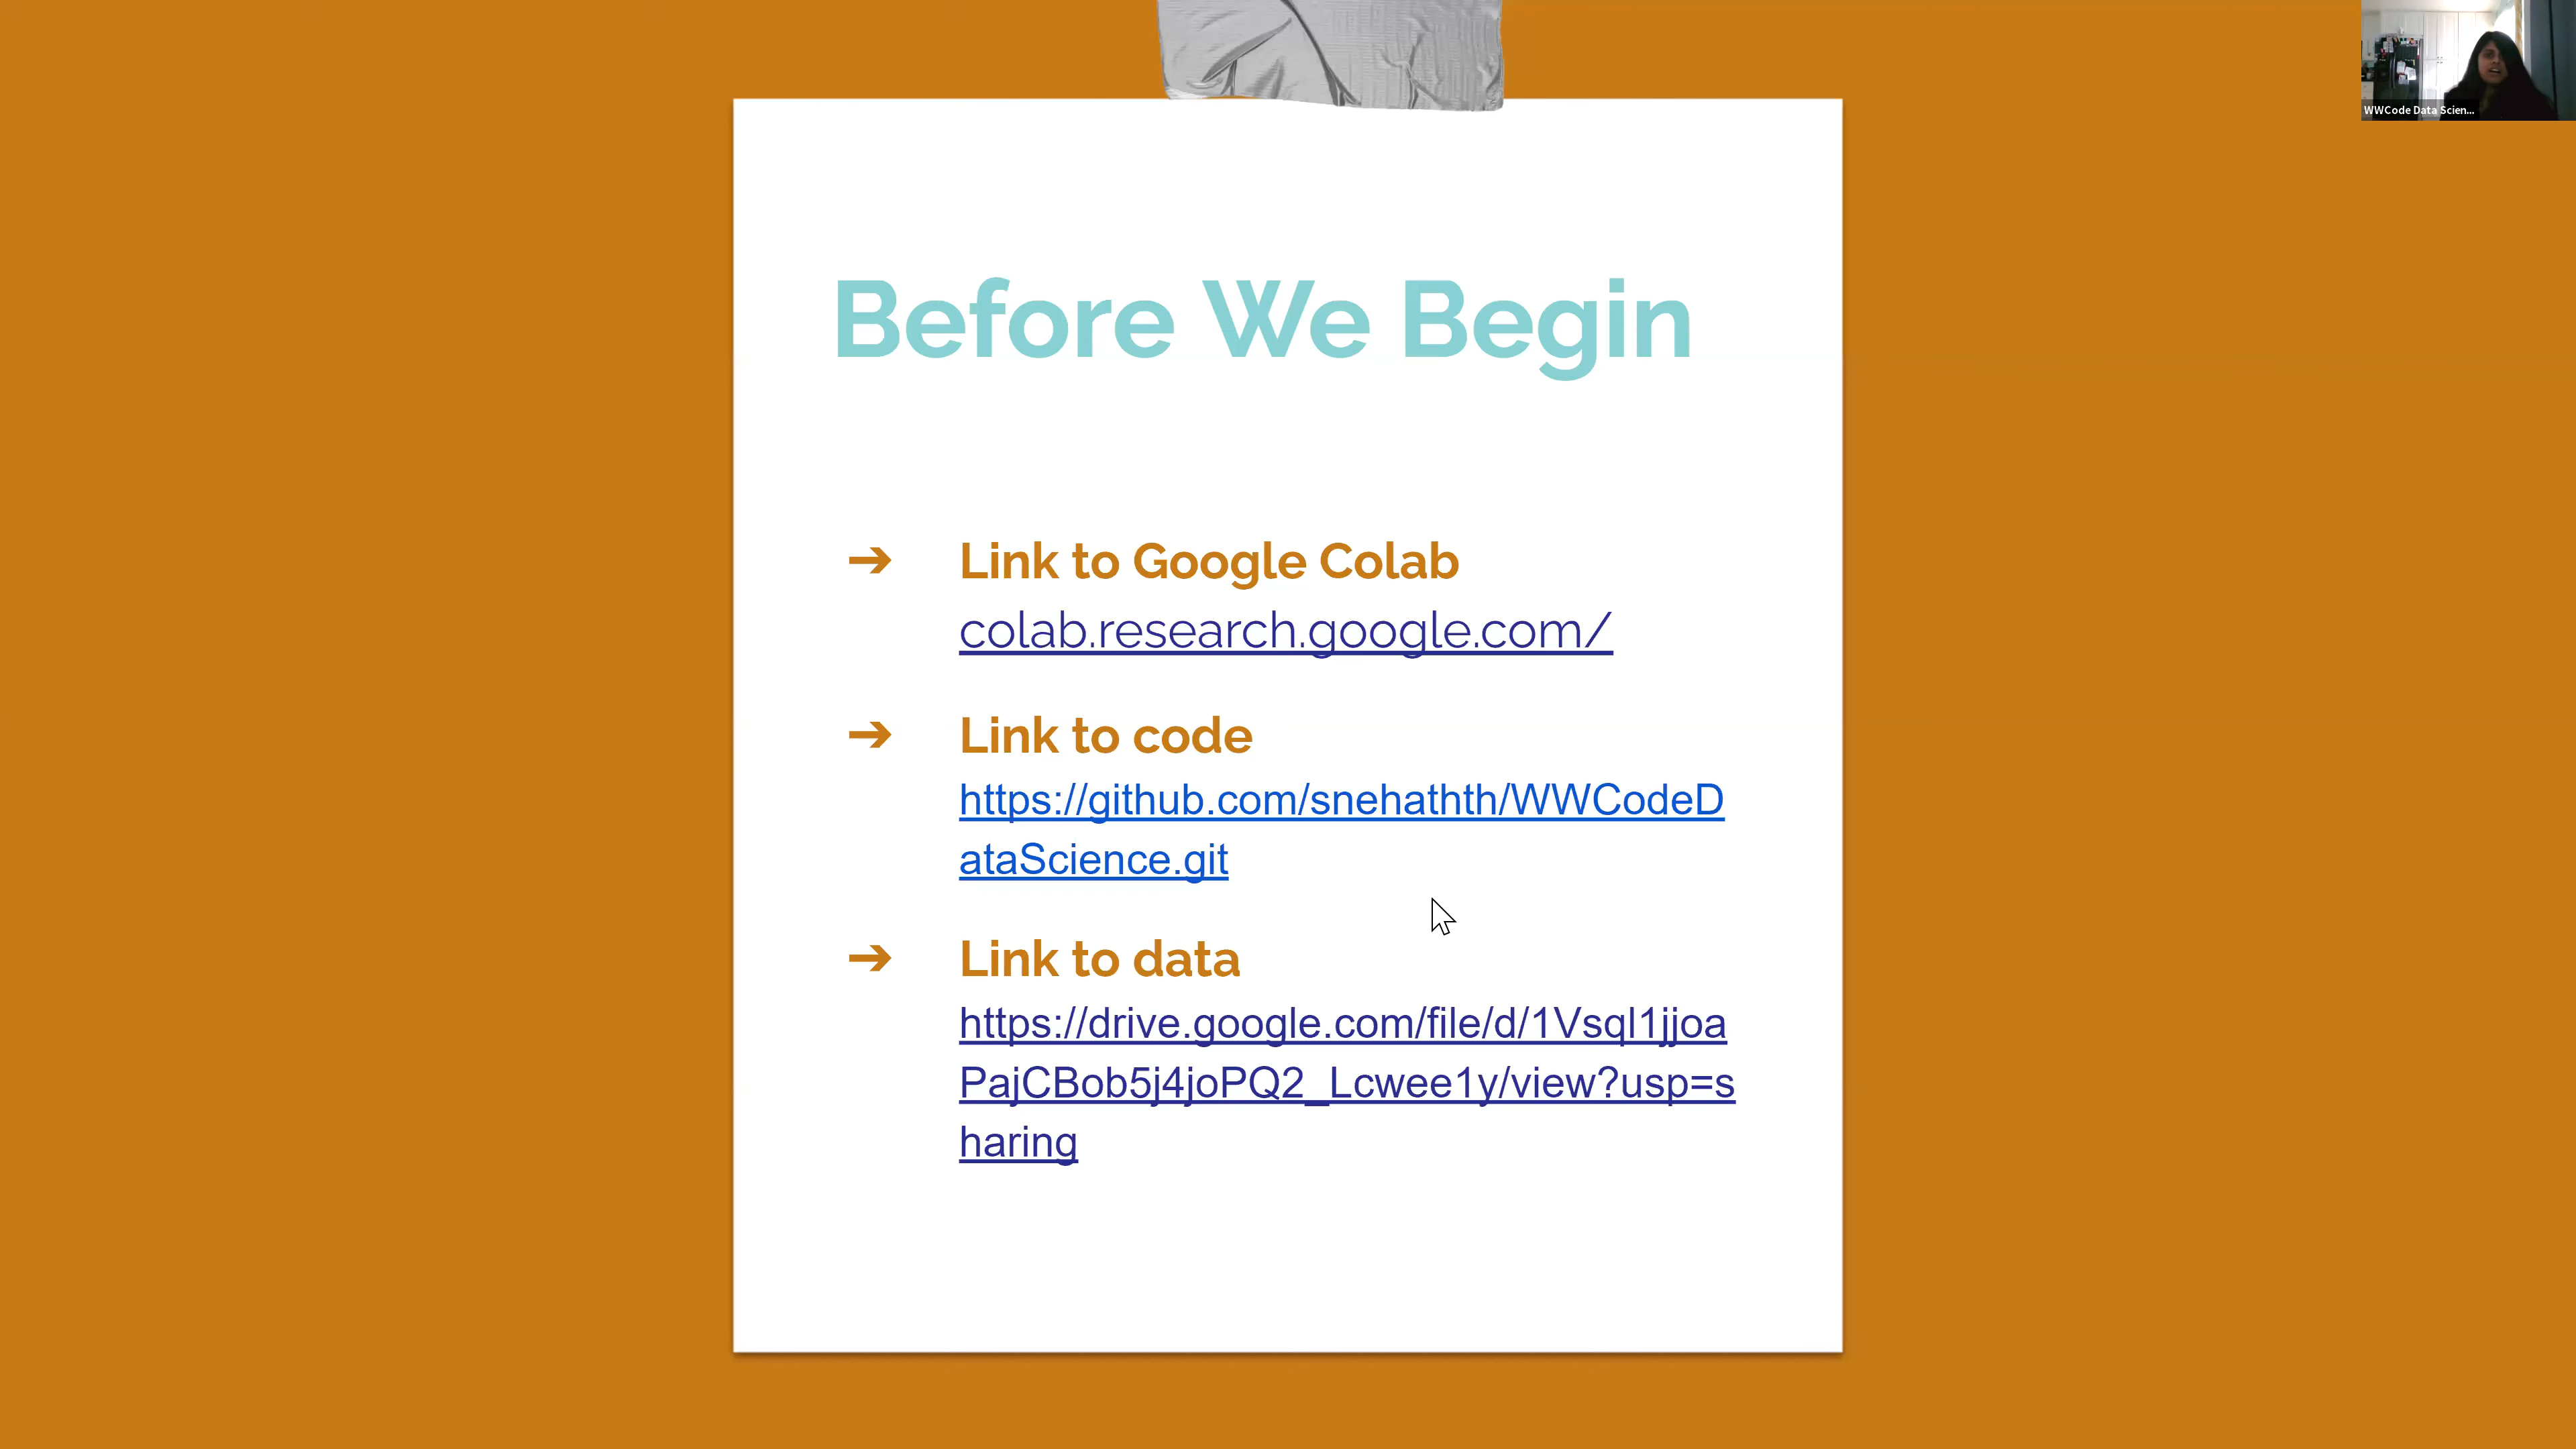 WWCode Data Scien...
Before We Begin
➔ Link to Google Colab
colab.research.google.com/
➔ Link to code
https://github.com/snehathth/WWCodeD
ataScience.git
➔ Link to data
https://drive.google.com/file/d/1Vsql1jjoa
PajCBob5j4joPQ2_Lcwee1y/view?usp=s
haring